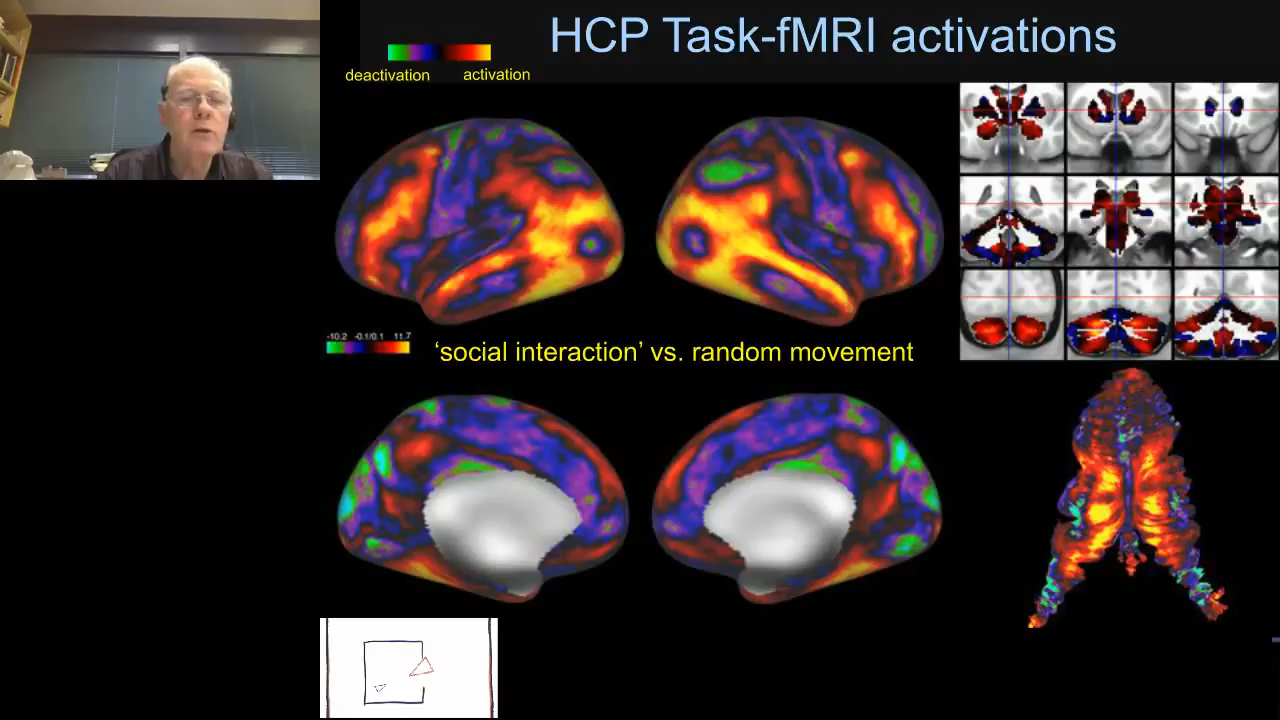 HCP Task-fMRI activations
deactivation activation
-10.2 -0.1/0.1 11.7
‘social interaction’ vs. random movement